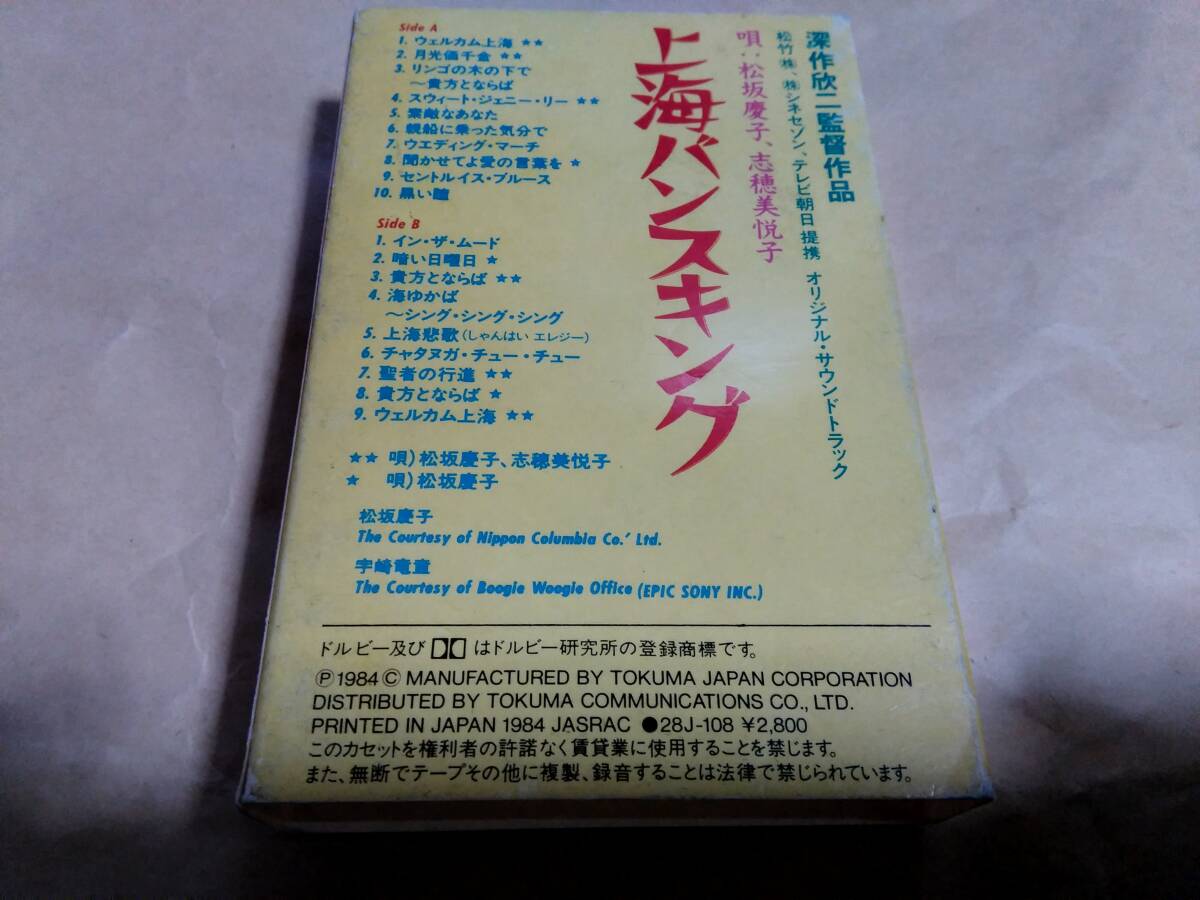 深作欣二監督作品
松竹㈱、㈱シネセゾン、テレビ朝日 提携 オリジナル・サウンドトラック
唄：松坂慶子、志穂美悦子
上海バンスキング
Side A
1. ウェルカム上海 ★★
2. 月光価千金 ★★
3. リンゴの木の下で
〜貴方とならば
4. スウィート・ジェニー・リー ★★
5. 素敵なあなた
6. 親船に乗った気分で
7. ウエディング・マーチ
8. 聞かせてよ愛の言葉を ★
9. セントルイス・ブルース
10. 黒い瞳
Side B
1. イン・ザ・ムード
2. 暗い日曜日 ★
3. 貴方とならば ★★
4. 海ゆかば
〜シング・シング・シング
5. 上海悲歌（しゃんはい エレジー）
6. チャタヌガ・チュー・チュー
7. 聖者の行進 ★★
8. 貴方とならば ★
9. ウェルカム上海 ★★
★★ 唄）松坂慶子、志穂美悦子
★ 唄）松坂慶子
松坂慶子
The Courtesy of Nippon Columbia Co.' Ltd.
宇崎竜童
The Courtesy of Boogie Woogie Office (EPIC SONY INC.)
ドルビー及び はドルビー研究所の登録商標です。
Ⓟ1984Ⓒ MANUFACTURED BY TOKUMA JAPAN CORPORATION
DISTRIBUTED BY TOKUMA COMMUNICATIONS CO., LTD.
PRINTED IN JAPAN 1984 JASRAC ●28J-108 ¥2,800
このカセットを権利者の許諾なく賃貸業に使用することを禁じます。
また、無断でテープその他に複製、録音することは法律で禁じられています。